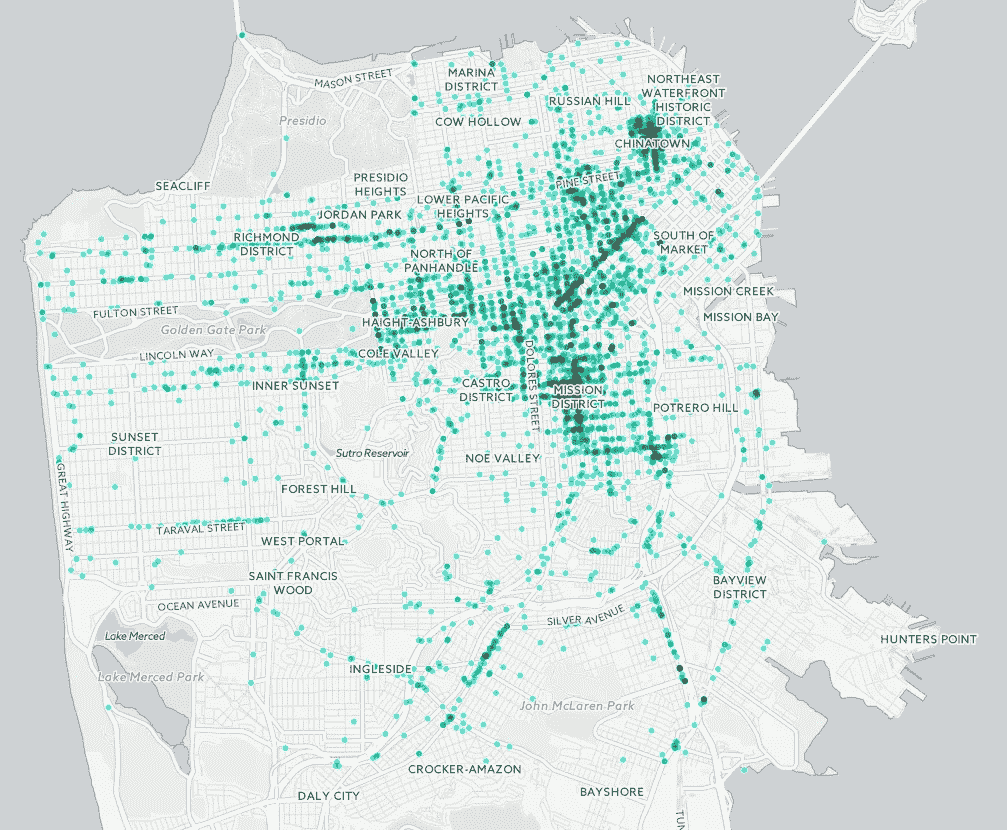 MARINA
DISTRICT
MASON STREET
NORTHEAST
WATERFRONT
HISTORIC
DISTRICT
RUSSIAN HILL
Presidio
COW HOLLOW
CHINATOWN
SEACLIFF
PRESIDIO
HEIGHTS
PINE STREET
LOWER PACIFIC
HEIGHTS
JORDAN PARK
RICHMOND
DISTRICT
SOUTH OF
MARKET
NORTH OF
PANHANDLE
MISSION CREEK
FULTON STREET
MISSION BAY
HAIGHT-ASHBURY
Golden Gate Park
LINCOLN WAY
COLE VALLEY
DOLORES STREET
INNER SUNSET
CASTRO
DISTRICT
MISSION
DISTRICT
POTRERO HILL
SUNSET
DISTRICT
Sutro Reservoir
NOE VALLEY
GREAT HIGHWAY
FOREST HILL
TARAVAL STREET
WEST PORTAL
SAINT FRANCIS
WOOD
BAYVIEW
DISTRICT
OCEAN AVENUE
SILVER AVENUE
Lake Merced
HUNTERS POINT
INGLESIDE
Lake Merced Park
John McLaren Park
CROCKER-AMAZON
DALY CITY
BAYSHORE
TUN